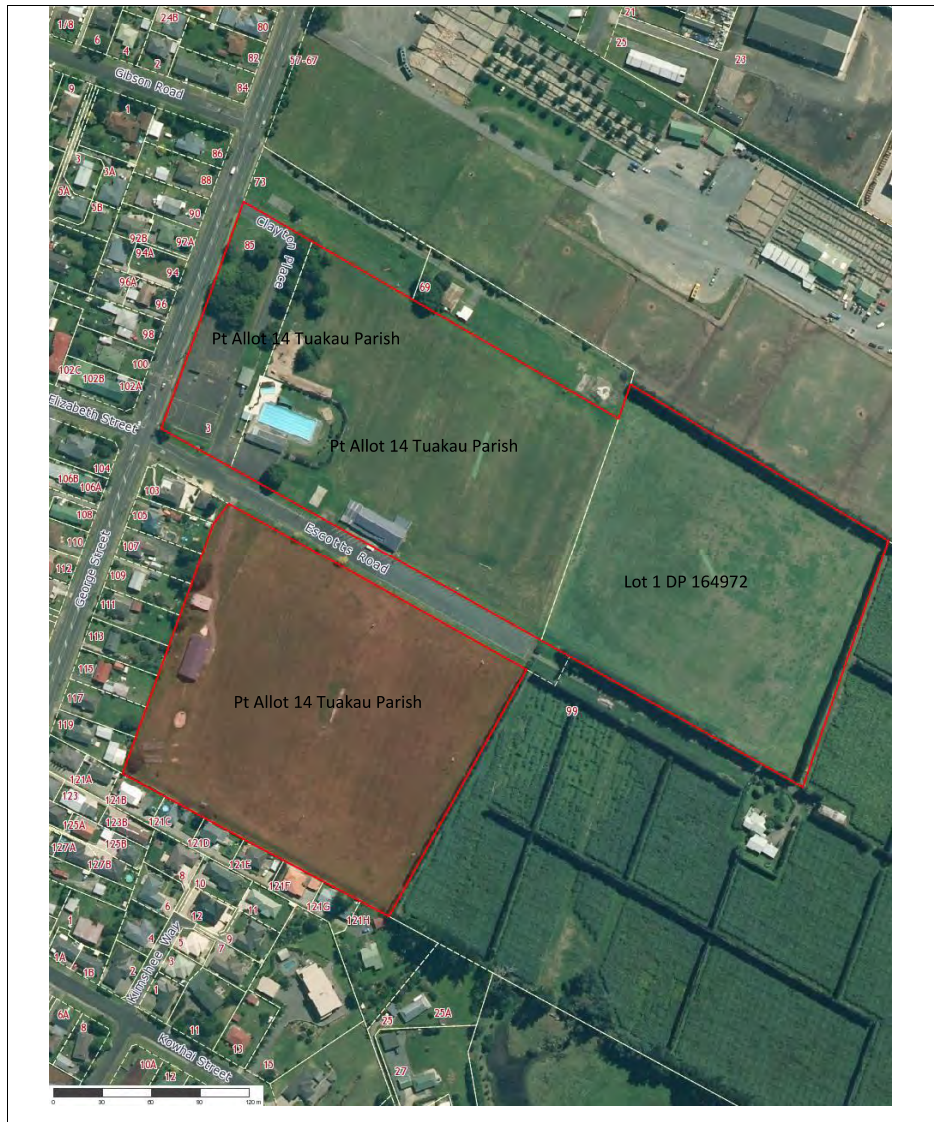 24B
80
1/8
6
4
2
82
84
57-67
21
25
23
Gibson Road
9
1
86
3
3A
88
73
5A
5B
90
92B
92A
94A
94
96A
96
98
100
102C
102B
102A
85
Clayton Place
69
Pt Allot 14 Tuakau Parish
Pt Allot 14 Tuakau Parish
3
Elizabeth Street
104
106B
106A
108
110
112
103
105
107
109
111
113
115
117
119
George Street
Escotts Road
Lot 1 DP 164972
Pt Allot 14 Tuakau Parish
99
121A
123
121B
125A
123B
121C
127A
125B
127B
121D
121E
121F
121G
121H
8
10
6
12
11
4
5
9
7
3
2
1
Kimshee Way
1
1A
1B
6A
8
10A
12
11
13
15
Kowhai Street
25
25A
27
0 30 60 90 120 m